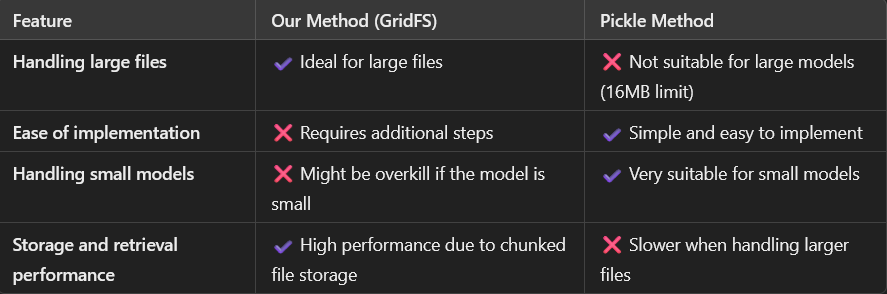 Feature Our Method (GridFS) Pickle Method
Handling large files ✔ Ideal for large files ❌ Not suitable for large models
(16MB limit)
Ease of implementation ❌ Requires additional steps ✔ Simple and easy to implement
Handling small models ❌ Might be overkill if the model is ✔ Very suitable for small models
small
Storage and retrieval ✔ High performance due to chunked ❌ Slower when handling larger
performance file storage files